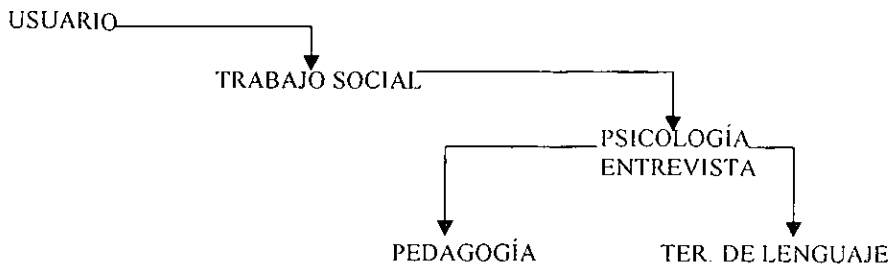 USUARIO
TRABAJO SOCIAL
PSICOLOGÍA
ENTREVISTA
PEDAGOGÍA
TER. DE LENGUAJE